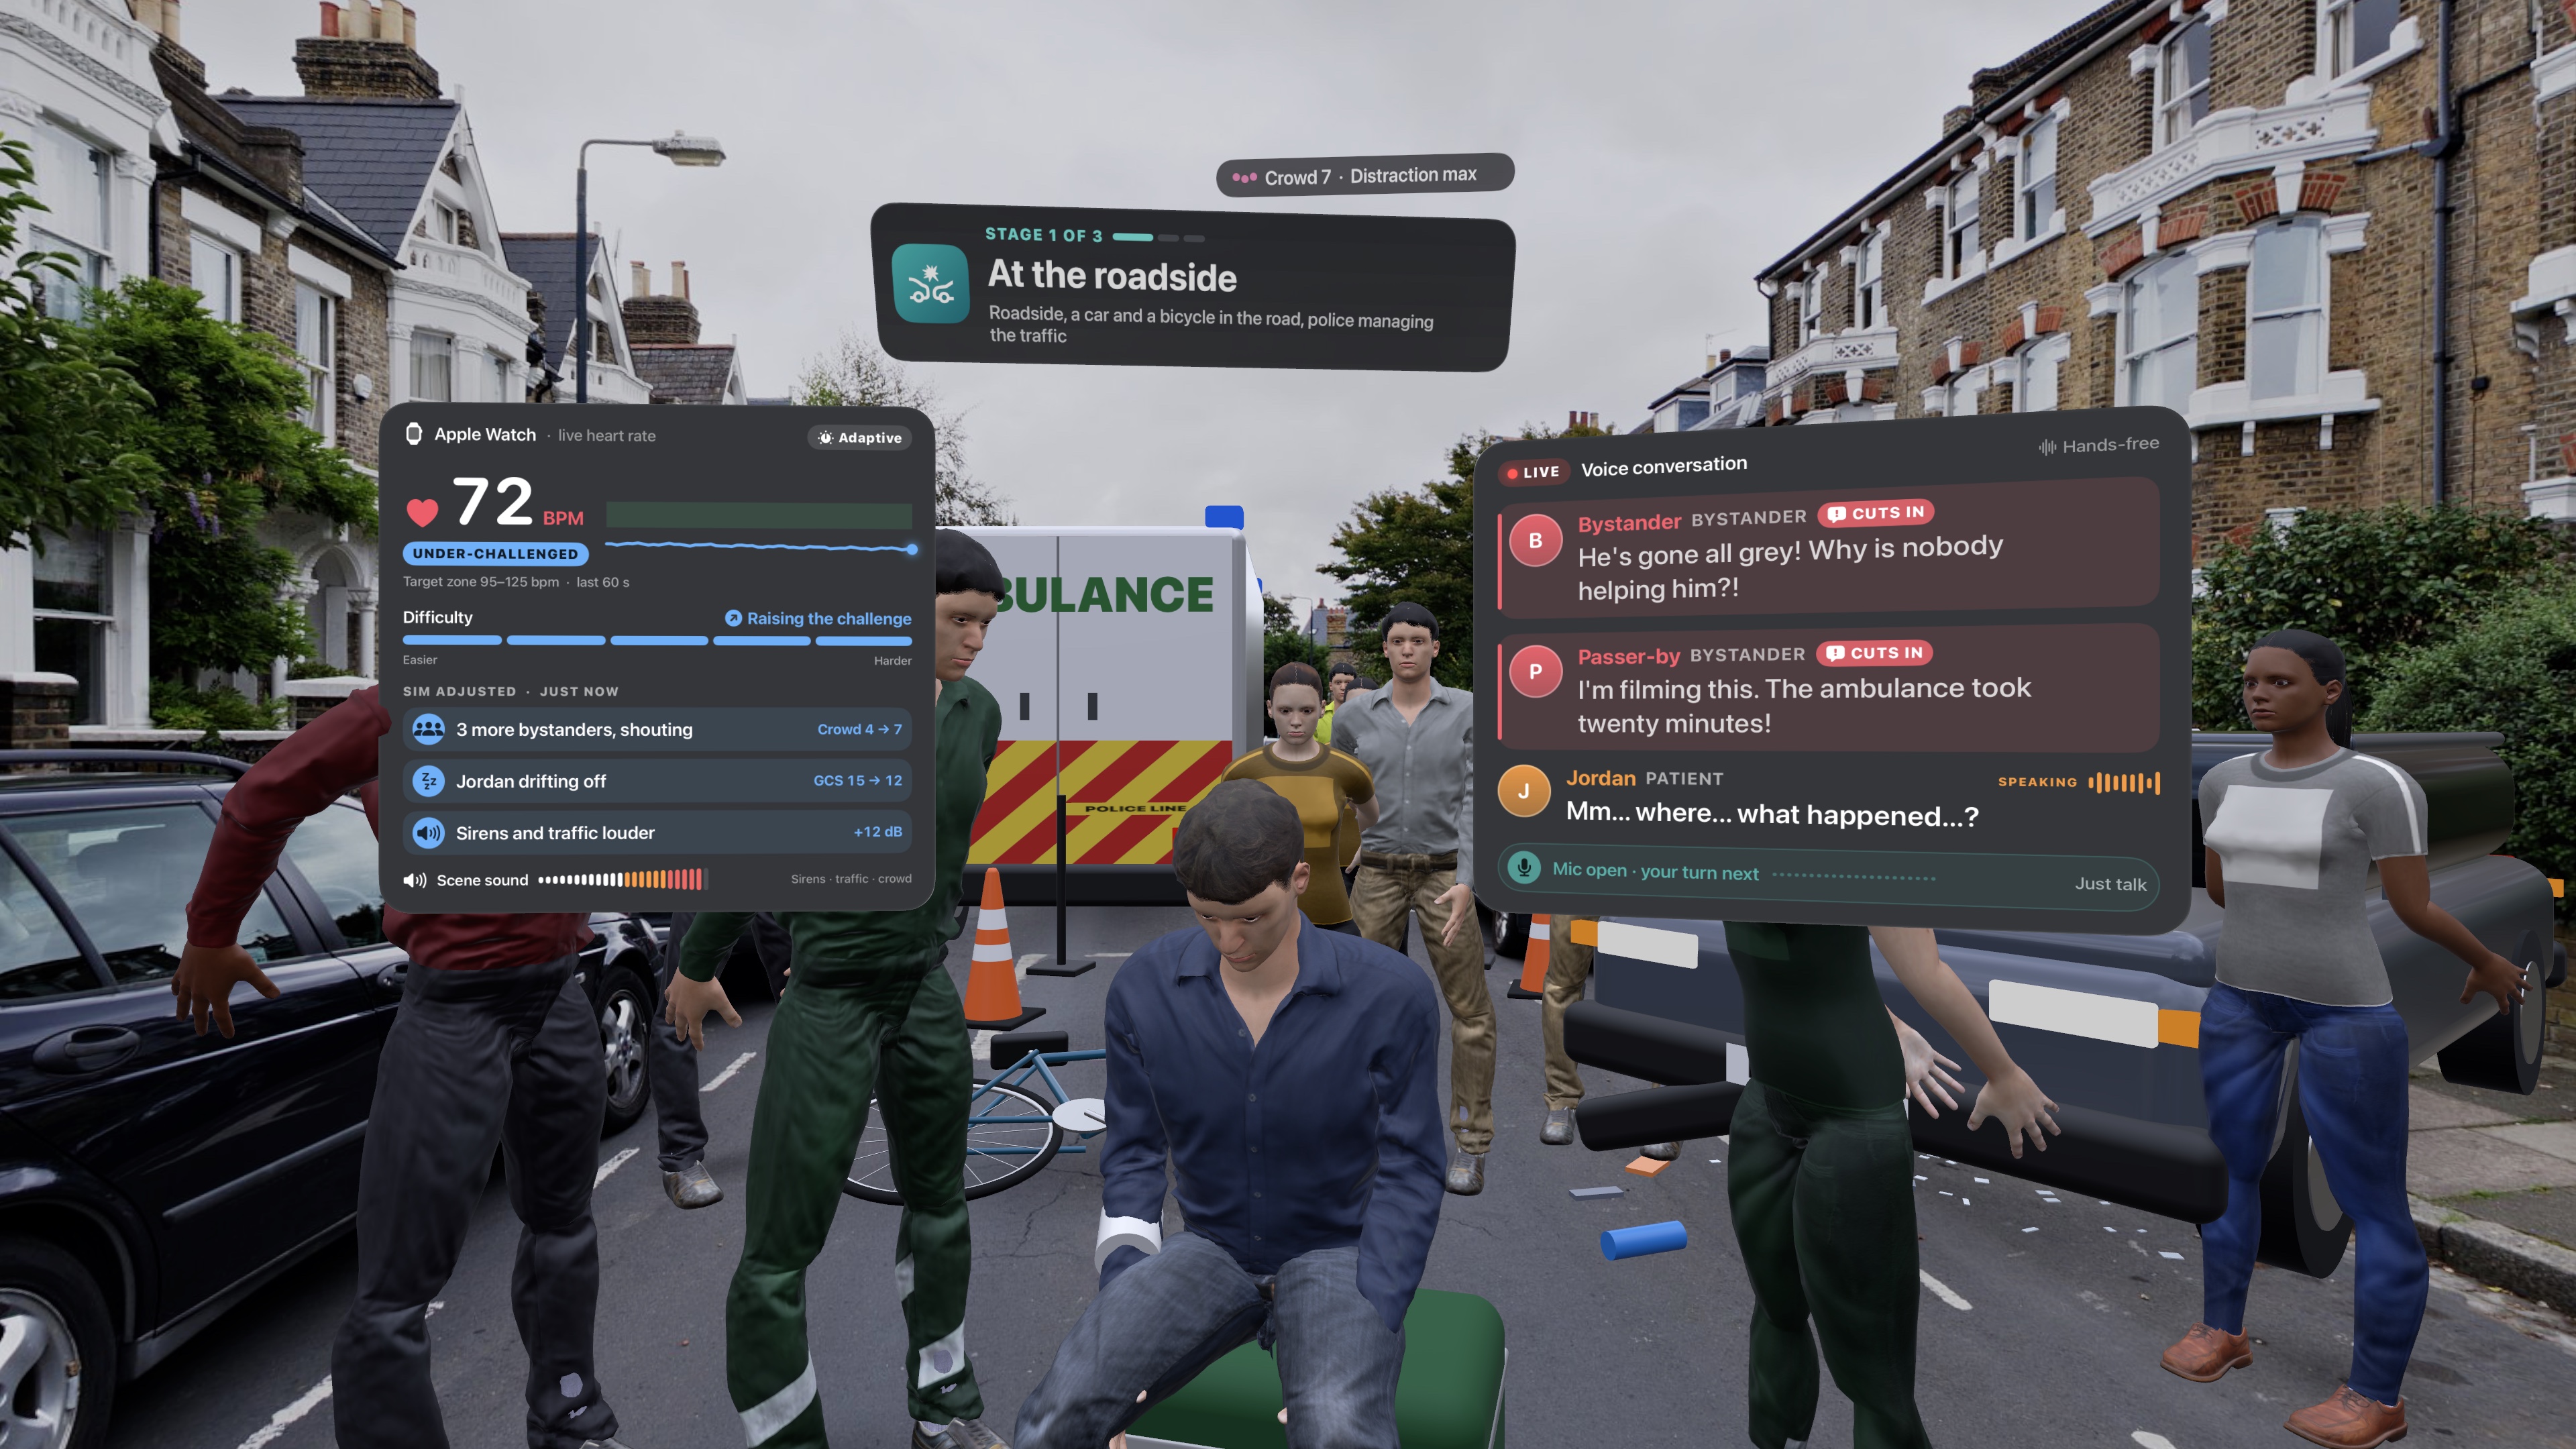 Crowd 7 · Distraction max
STAGE 1 OF 3
At the roadside
Roadside, a car and a bicycle in the road, police managing
the traffic
Apple Watch · live heart rate
Adaptive
72 BPM
UNDER-CHALLENGED
Target zone 95–125 bpm · last 60 s
Difficulty
Raising the challenge
Easier
Harder
SIM ADJUSTED · JUST NOW
3 more bystanders, shouting
Crowd 4 → 7
Jordan drifting off
GCS 15 → 12
Sirens and traffic louder
+12 dB
Scene sound
Sirens · traffic · crowd
BULANCE
POLICE LINE
LIVE
Voice conversation
Hands-free
B
Bystander BYSTANDER CUTS IN
He's gone all grey! Why is nobody
helping him?!
P
Passer-by BYSTANDER CUTS IN
I'm filming this. The ambulance took
twenty minutes!
J
Jordan PATIENT
SPEAKING
Mm... where... what happened...?
Mic open · your turn next
Just talk